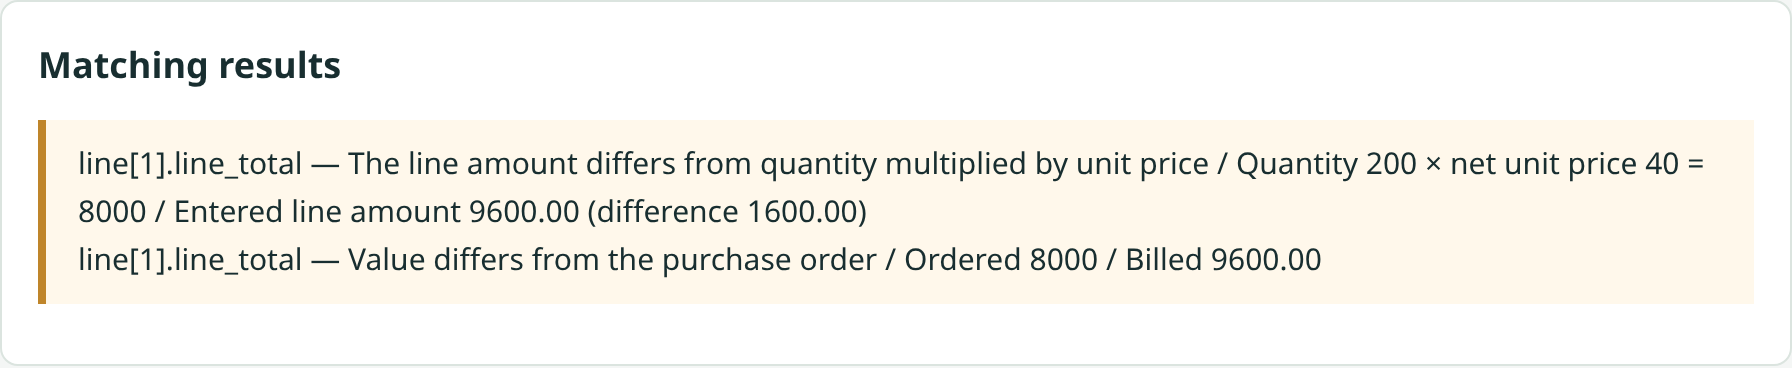 Matching results
line[1].line_total — The line amount differs from quantity multiplied by unit price / Quantity 200 × net unit price 40 =
8000 / Entered line amount 9600.00 (difference 1600.00)
line[1].line_total — Value differs from the purchase order / Ordered 8000 / Billed 9600.00